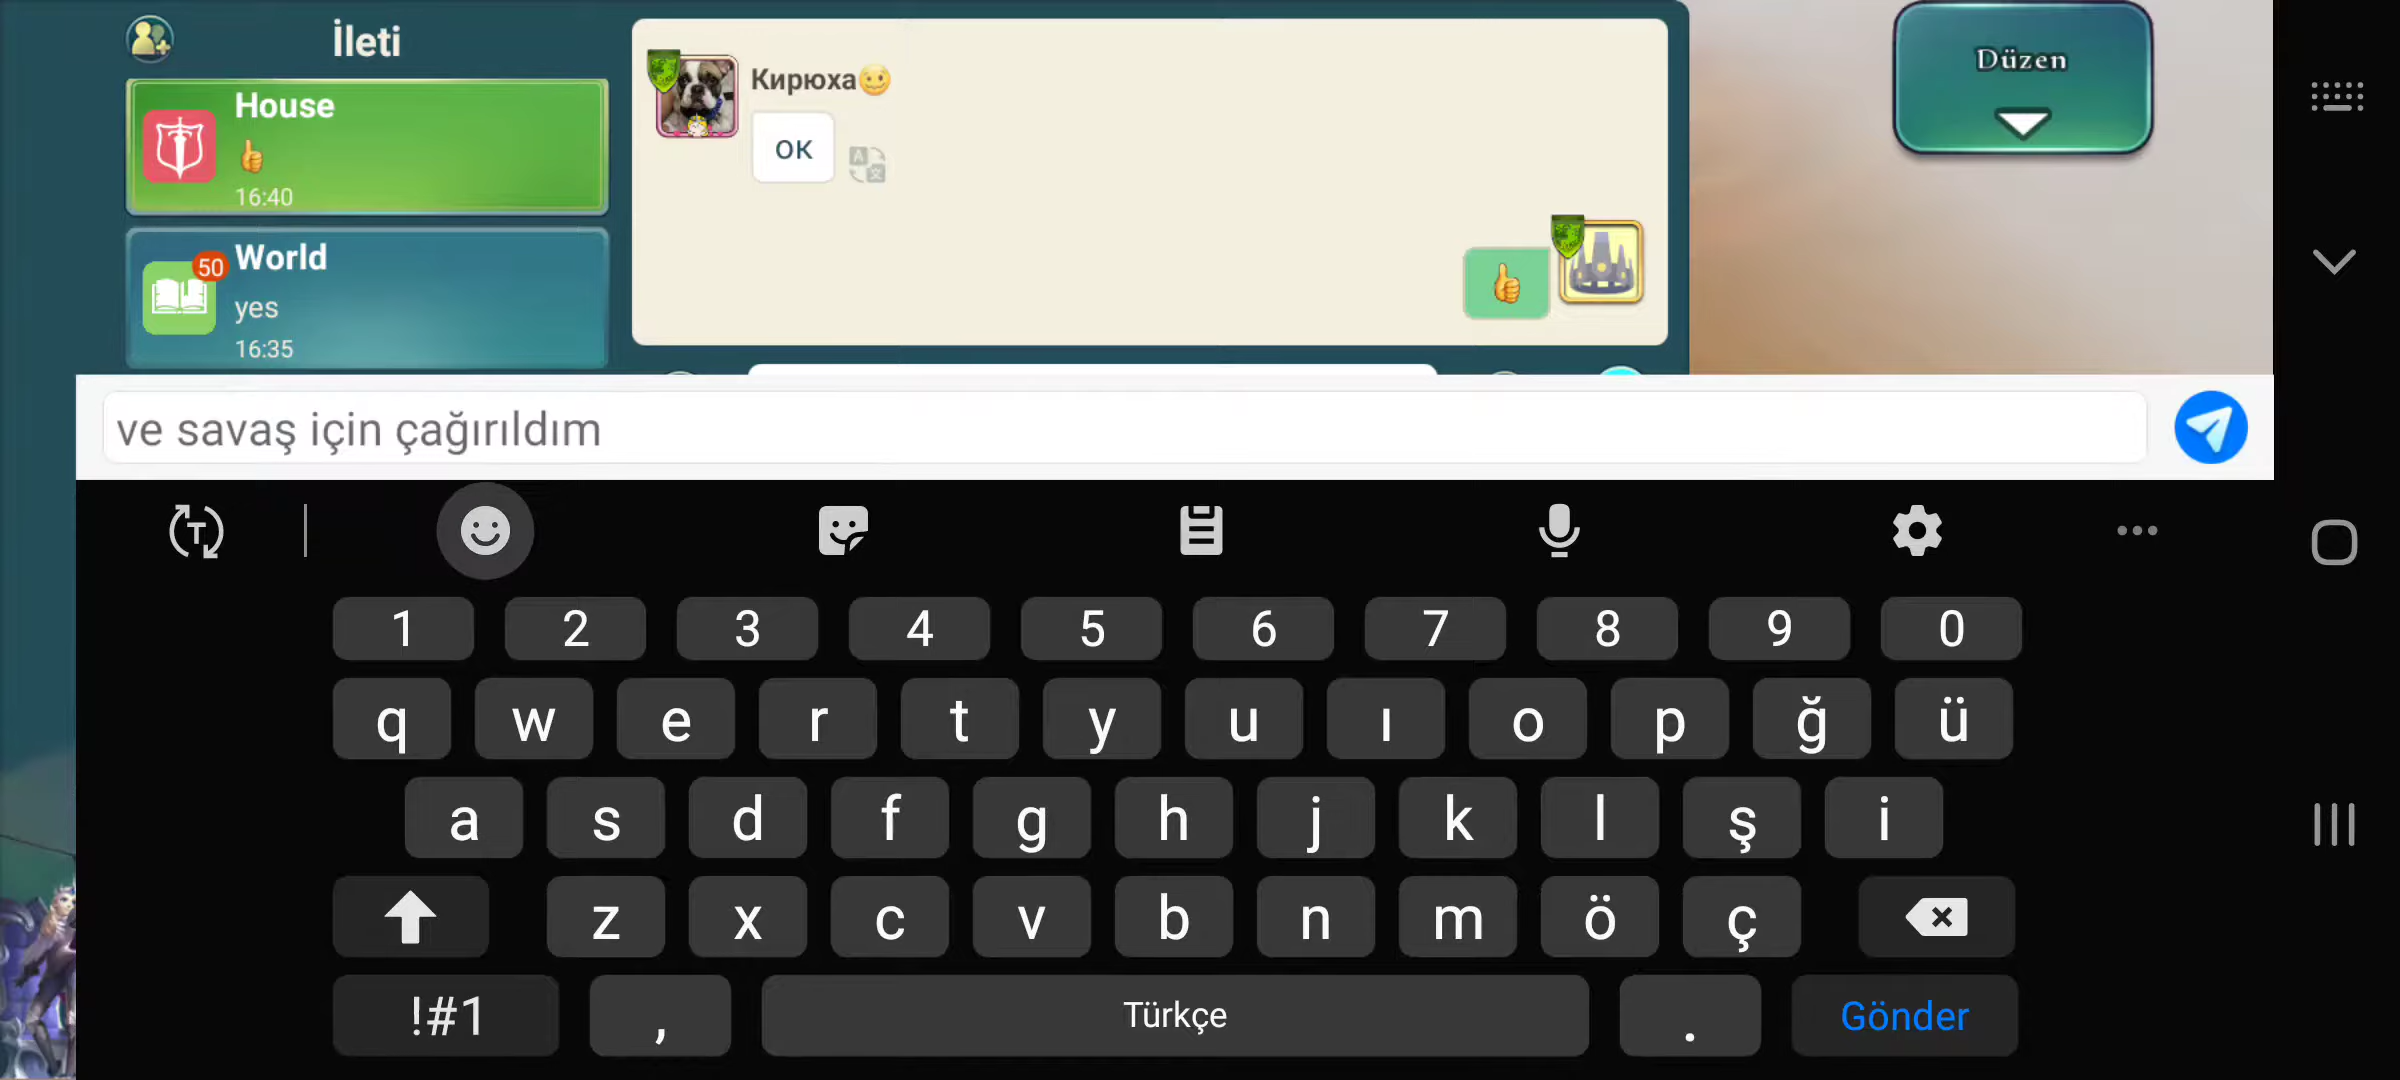 İleti
House
👍
16:40
50
World
yes
16:35
Кирюха🥴
ок
👍
Düzen
ve savaş için çağırıldım
1 2 3 4 5 6 7 8 9 0
q w e r t y u ı o p ğ ü
a s d f g h j k l ş i
z x c v b n m ö ç
!#1 , Türkçe . Gönder